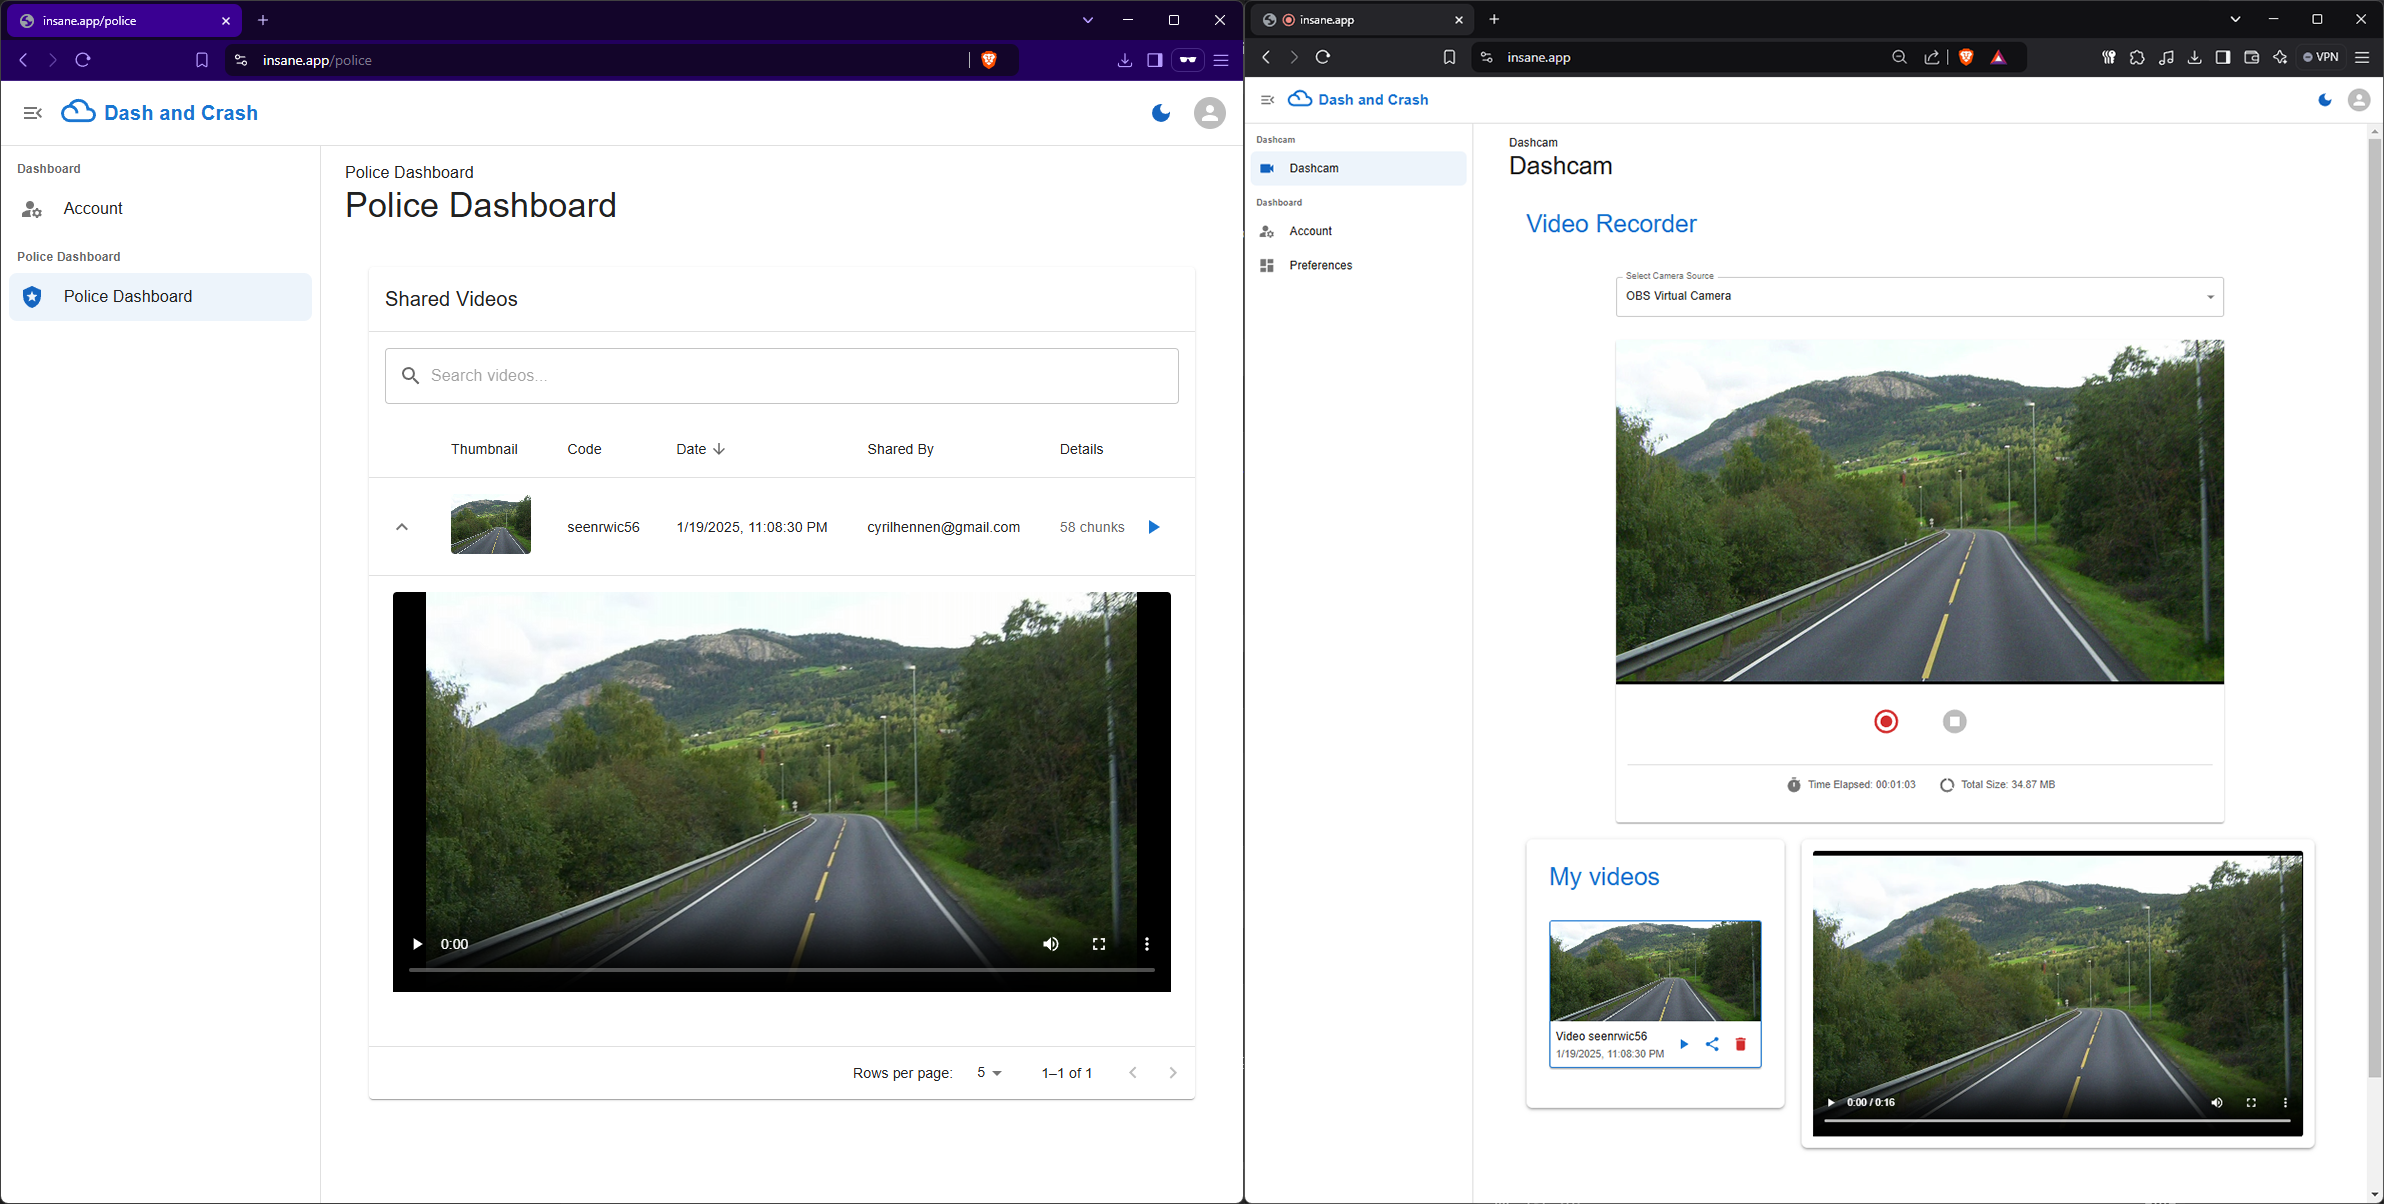 insane.app/police
insane.app/police
Dash and Crash
Dashboard
Account
Police Dashboard
Police Dashboard
Police Dashboard
Police Dashboard
Shared Videos
Search videos...
Thumbnail Code Date Shared By Details
seenrwic56 1/19/2025, 11:08:30 PM cyrilhennen@gmail.com 58 chunks
0:00
Rows per page: 5 1–1 of 1
insane.app
insane.app
VPN
Dash and Crash
Dashcam
Dashcam
Dashboard
Account
Preferences
Dashcam
Dashcam
Video Recorder
Select Camera Source
OBS Virtual Camera
Time Elapsed: 00:01:03 Total Size: 34.87 MB
My videos
Video seenrwic56
1/19/2025, 11:08:30 PM
0:00 / 0:16